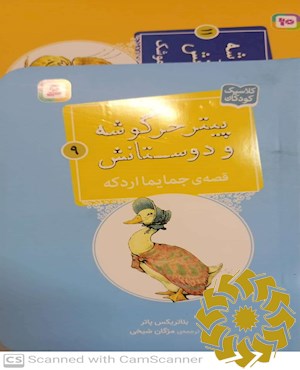 کلاسیک
کودکان
پیتر خرگوشه
و دوستانش
۹
قصه‌ی جمایما اردکه
بئاتریکس پاتر
مژگان شیخی
CS Scanned with CamScanner